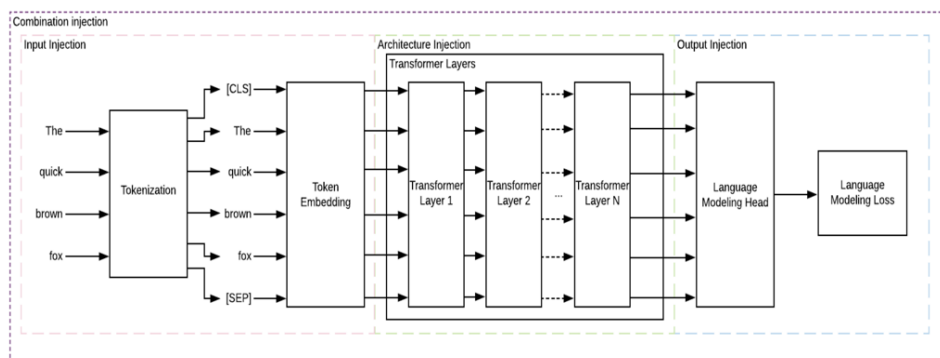 Combination injection
Input Injection
Architecture Injection
Output Injection
Transformer Layers
The
quick
brown
fox
Tokenization
[CLS]
The
quick
brown
fox
[SEP]
Token
Embedding
Transformer
Layer 1
Transformer
Layer 2
...
Transformer
Layer N
Language
Modeling Head
Language
Modeling Loss